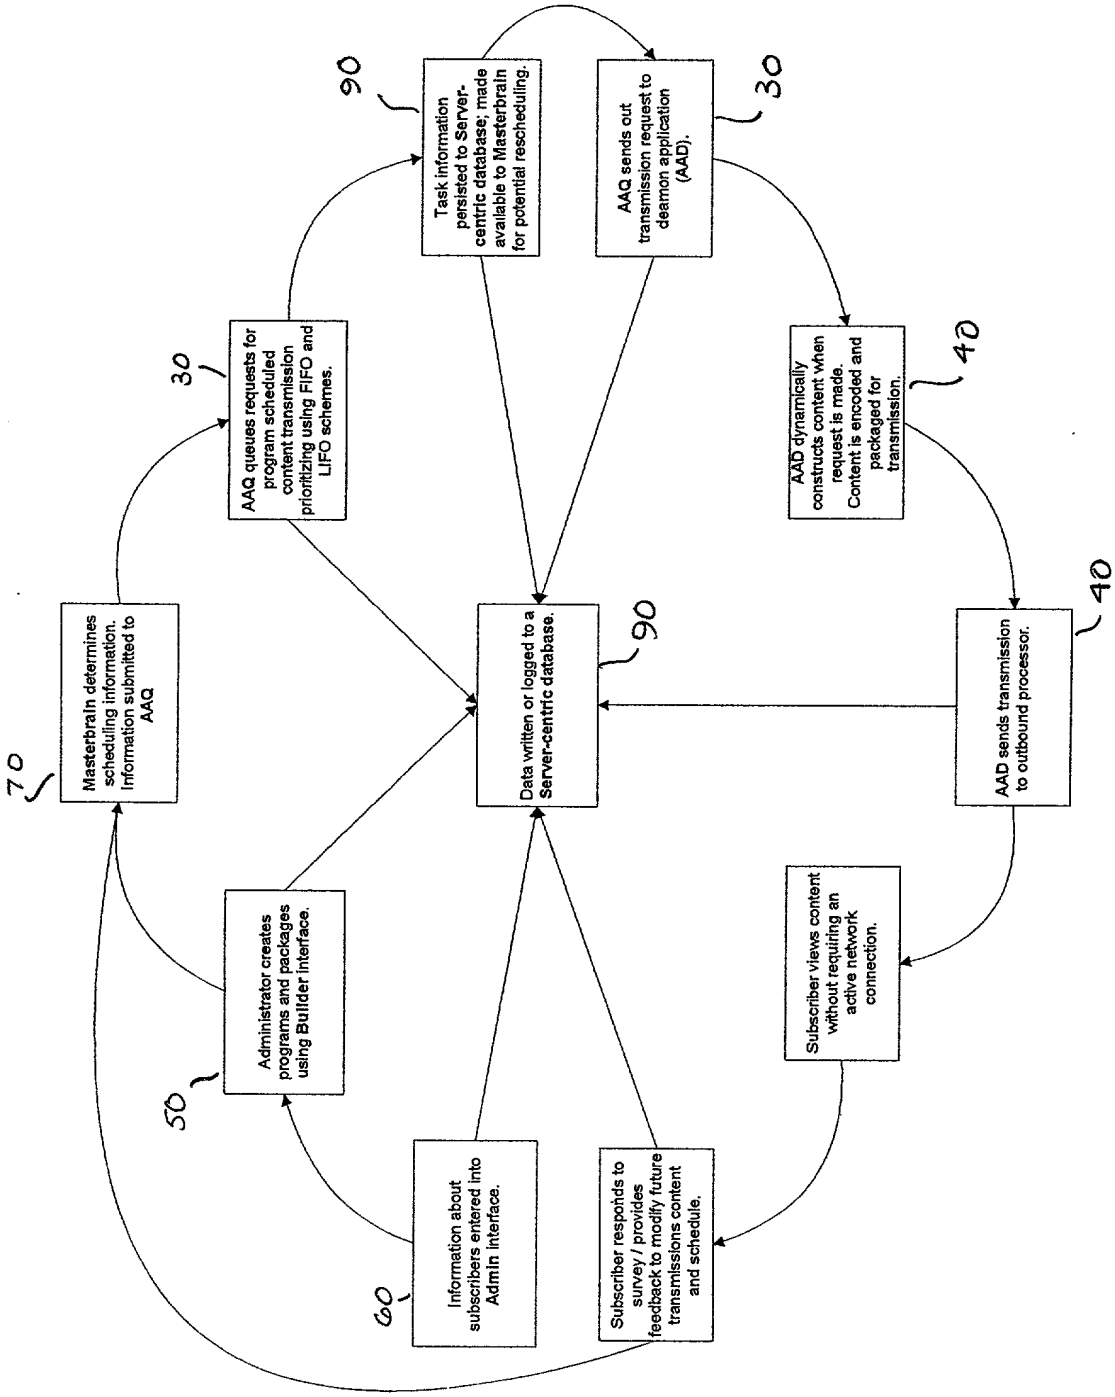 60
Information about
subscribers entered into
Admin interface.
50
Administrator creates
programs and packages
using Builder interface.
70
Masterbrain determines
scheduling information.
Information submitted to
AAQ
30
AAQ queues requests for
program scheduled
content transmission
prioritizing using FIFO and
LIFO schemes.
90
Task information
persisted to Server-
centric database; made
available to Masterbrain
for potential rescheduling.
AAQ sends out
transmission request to
deamon application
(AAD).
30
AAD dynamically
constructs content when
request is made.
Content is encoded and
packaged for
transmission.
40
AAD sends transmission
to outbound processor.
40
Subscriber views content
without requiring an
active network
connection.
Subscriber responds to
survey / provides
feedback to modify future
transmissions content
and schedule.
Data written or logged to a
Server-centric database.
90